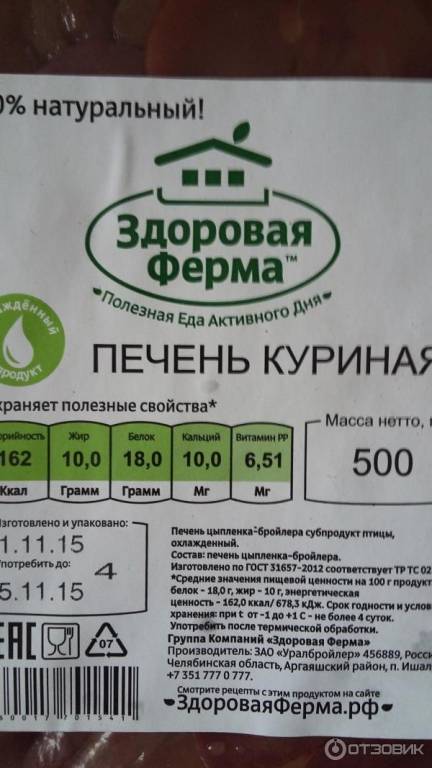 0% натуральный!
Здоровая
ферма™
Полезная Еда Активного Дня
ПЕЧЕНЬ КУРИНАЯ
продукт
храняет полезные свойства*
орийность Жир Белок Кальций Витамин РР
162 10,0 18,0 10,0 6,51
Ккал Грамм Грамм Мг Мг
Масса нетто,
500
Изготовлено и упаковано:
1.11.15
Употребить до:
5.11.15 4
EAC
07
Печень цыпленка-бройлера субпродукт птицы,
охлажденный.
Состав: печень цыпленка-бройлера.
Изготовлено по ГОСТ 31657-2012 соответствует ТР ТС 02
*Средние значения пищевой ценности на 100 г продукт
белок - 18,0 г, жир - 10 г, энергетическая
ценность - 162,0 ккал/ 678,3 кДж. Срок годности и услов
хранения: при t от -1 до +1 С - не более 4 суток.
Употребить после термической обработки.
Группа Компаний «Здоровая Ферма»
Производитель: ЗАО «Уралбройлер» 456889, Россия
Челябинская область, Аргаяшский район, п. Ишал
+7 351 777 0 777.
Смотрите рецепты с этим продуктом на сайте
ЗдороваяФерма.рф
ОТЗОВИК